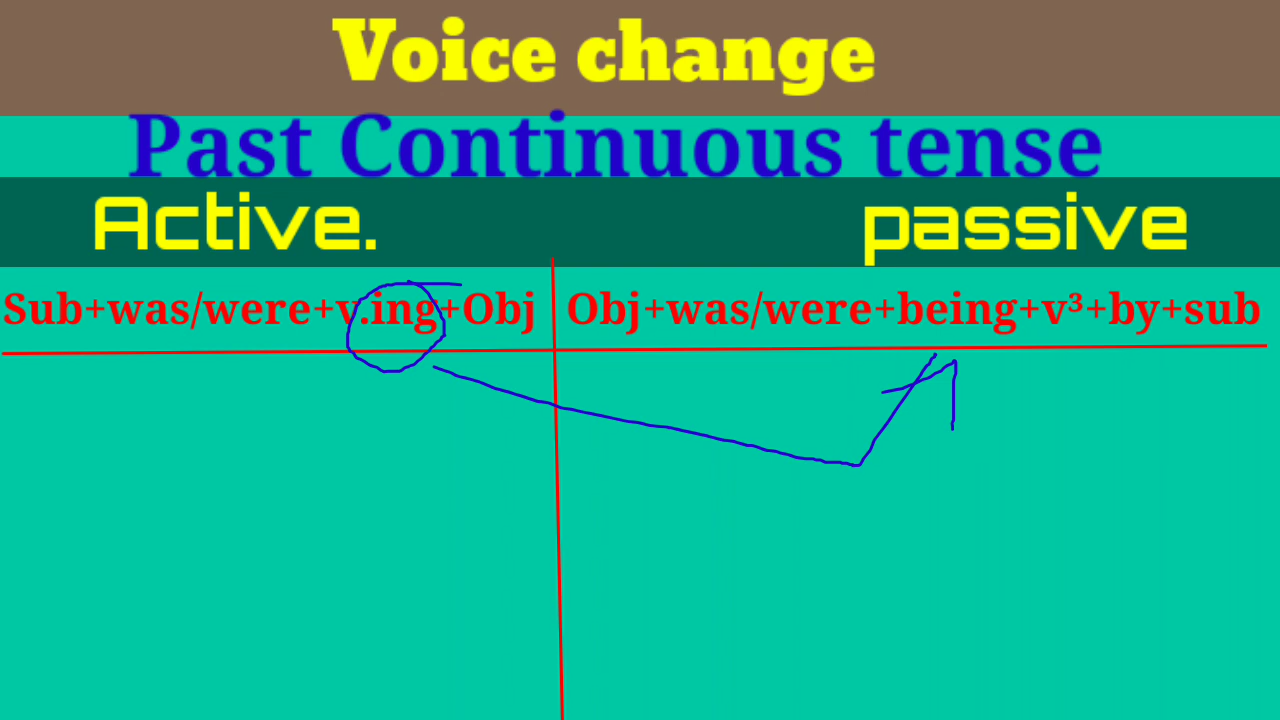 Voice change
Past Continuous tense
Active. passive
Sub+was/were+v.ing+Obj Obj+was/were+being+v³+by+sub